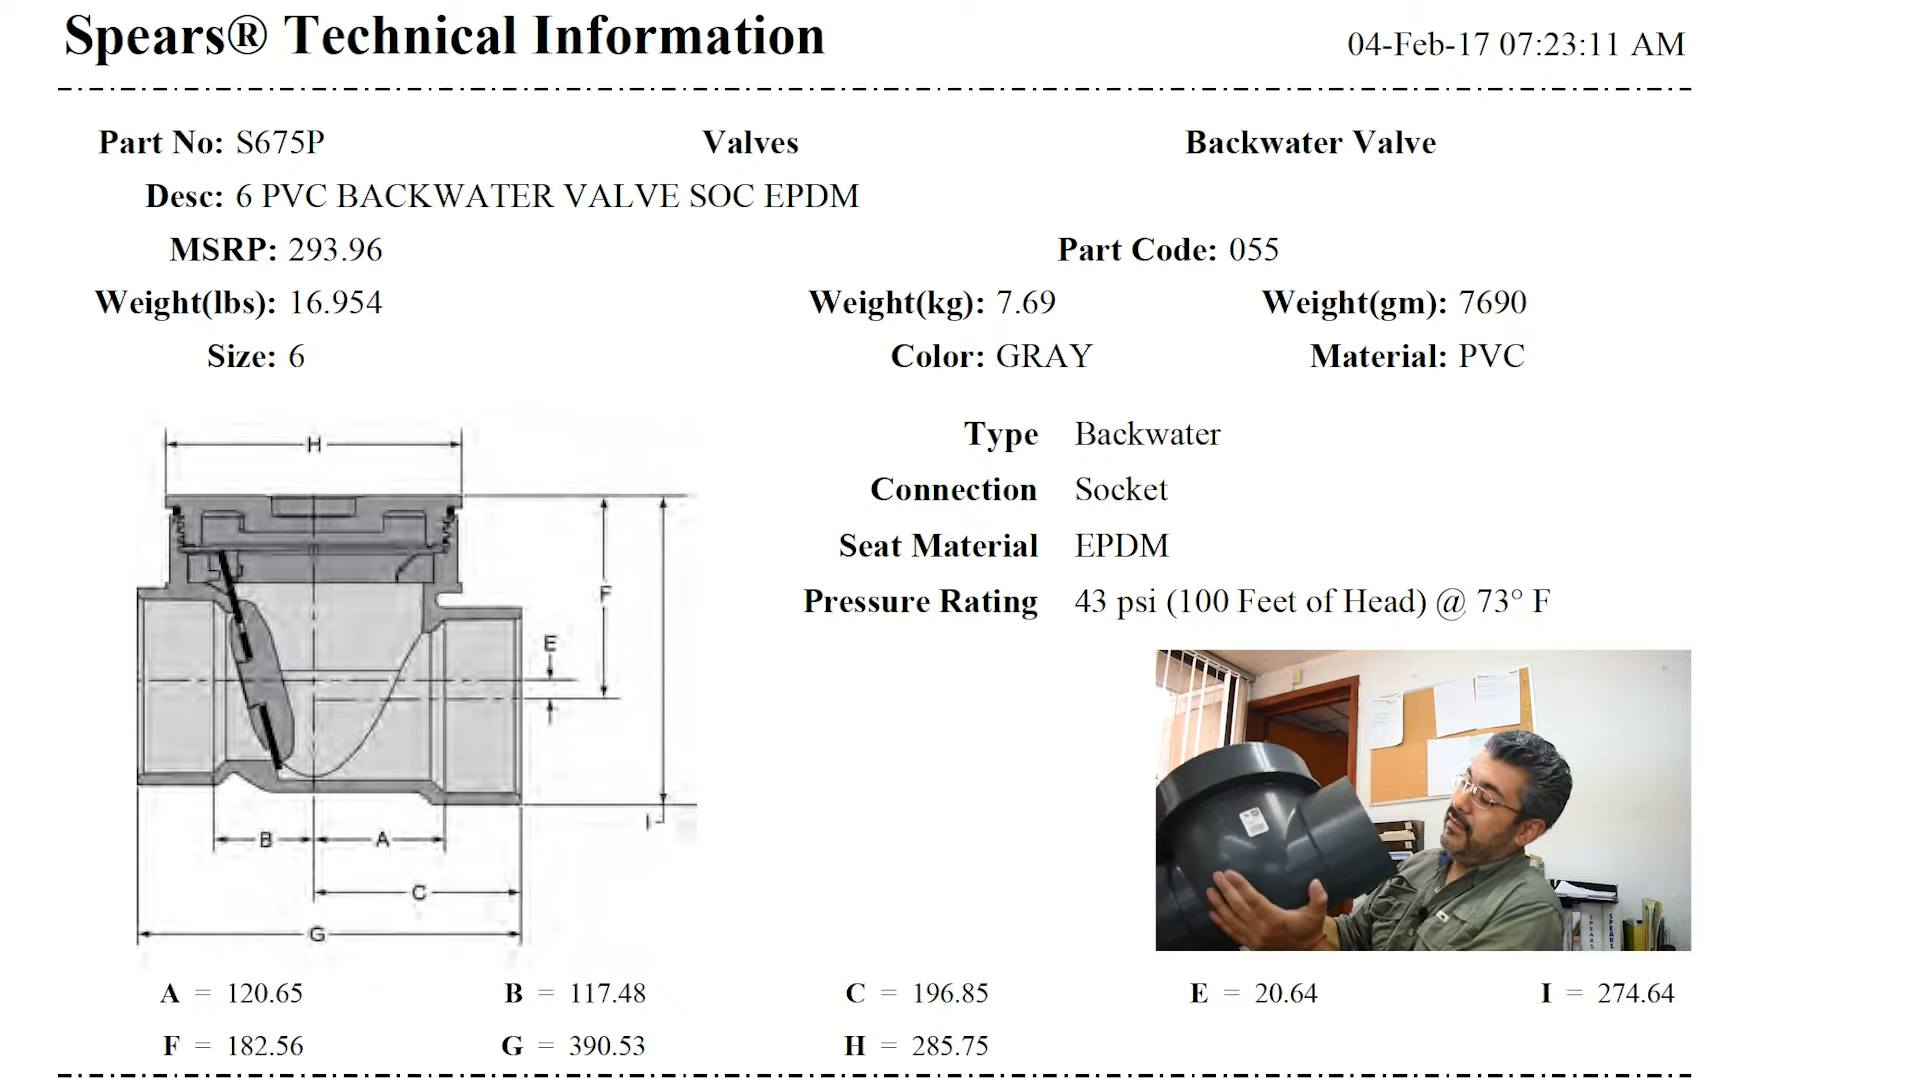 Spears® Technical Information
04-Feb-17 07:23:11 AM
Part No: S675P Valves Backwater Valve
Desc: 6 PVC BACKWATER VALVE SOC EPDM
MSRP: 293.96 Part Code: 055
Weight(lbs): 16.954 Weight(kg): 7.69 Weight(gm): 7690
Size: 6 Color: GRAY Material: PVC
Type Backwater
Connection Socket
Seat Material EPDM
Pressure Rating 43 psi (100 Feet of Head) @ 73° F
H
F
E
I
B
A
C
G
SPEARS
SPEARS
A = 120.65 B = 117.48 C = 196.85 E = 20.64 I = 274.64
F = 182.56 G = 390.53 H = 285.75